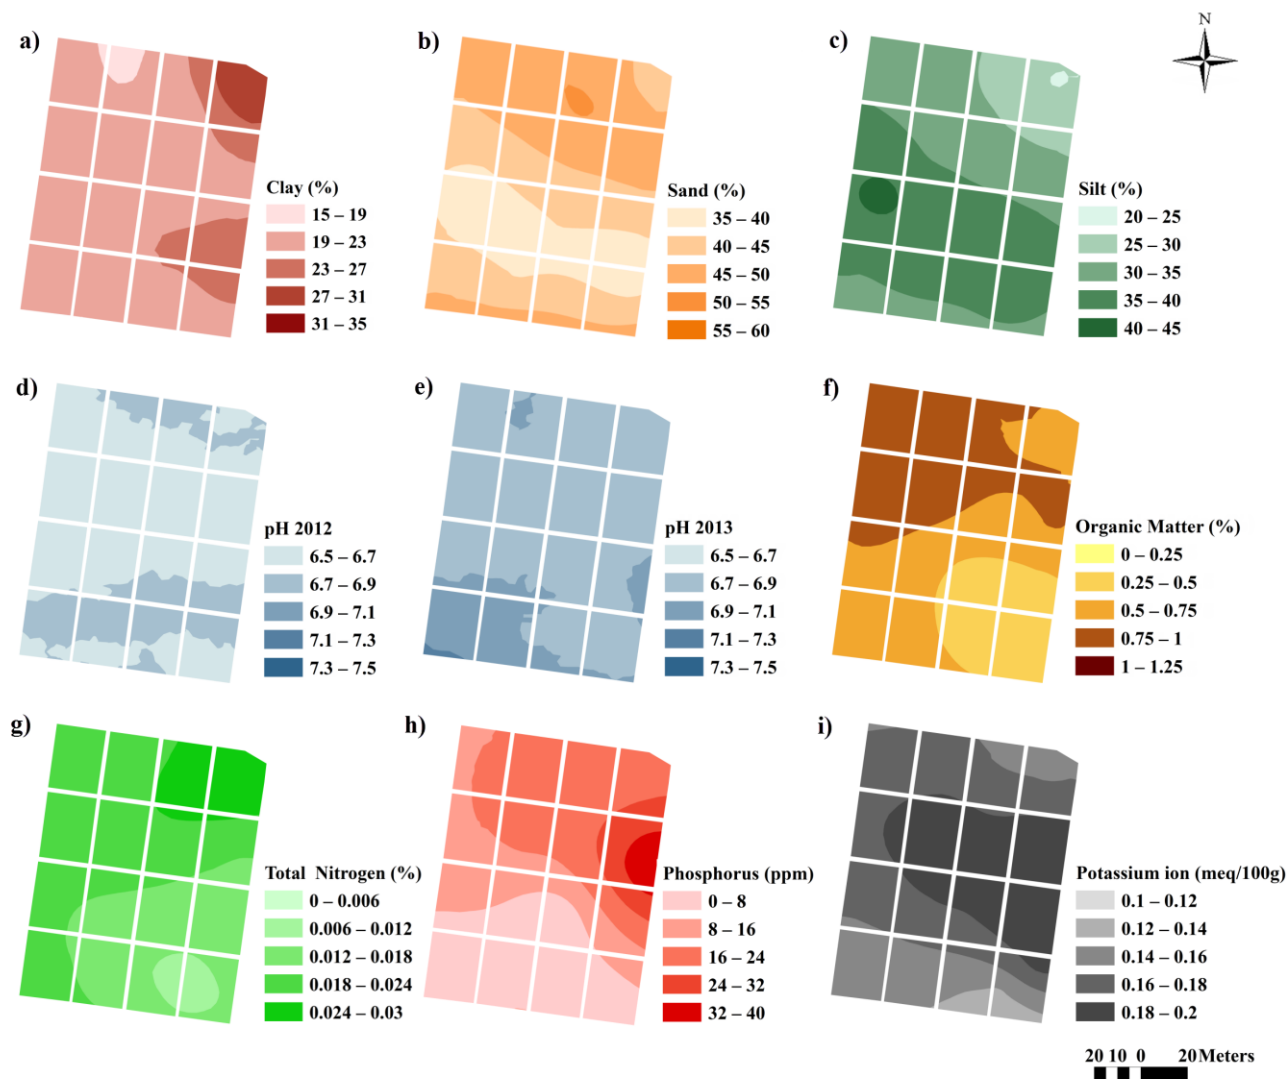 N
a)
b)
c)
Clay (%)
15 – 19
19 – 23
23 – 27
27 – 31
31 – 35
Sand (%)
35 – 40
40 – 45
45 – 50
50 – 55
55 – 60
Silt (%)
20 – 25
25 – 30
30 – 35
35 – 40
40 – 45
d)
e)
f)
pH 2012
6.5 – 6.7
6.7 – 6.9
6.9 – 7.1
7.1 – 7.3
7.3 – 7.5
pH 2013
6.5 – 6.7
6.7 – 6.9
6.9 – 7.1
7.1 – 7.3
7.3 – 7.5
Organic Matter (%)
0 – 0.25
0.25 – 0.5
0.5 – 0.75
0.75 – 1
1 – 1.25
g)
h)
i)
Total Nitrogen (%)
0 – 0.006
0.006 – 0.012
0.012 – 0.018
0.018 – 0.024
0.024 – 0.03
Phosphorus (ppm)
0 – 8
8 – 16
16 – 24
24 – 32
32 – 40
Potassium ion (meq/100g)
0.1 – 0.12
0.12 – 0.14
0.14 – 0.16
0.16 – 0.18
0.18 – 0.2
20 10 0 20 Meters